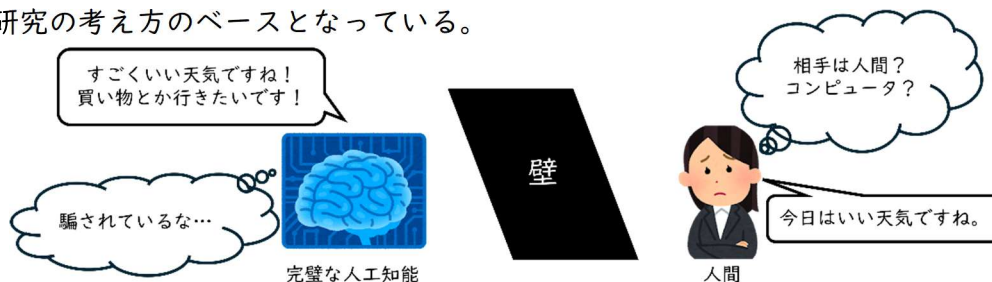 研究の考え方のベースとなっている。
すごくいい天気ですね！
買い物とか行きたいです！
相手は人間？
コンピュータ？
壁
騙されているな…
今日はいい天気ですね。
完璧な人工知能
人間